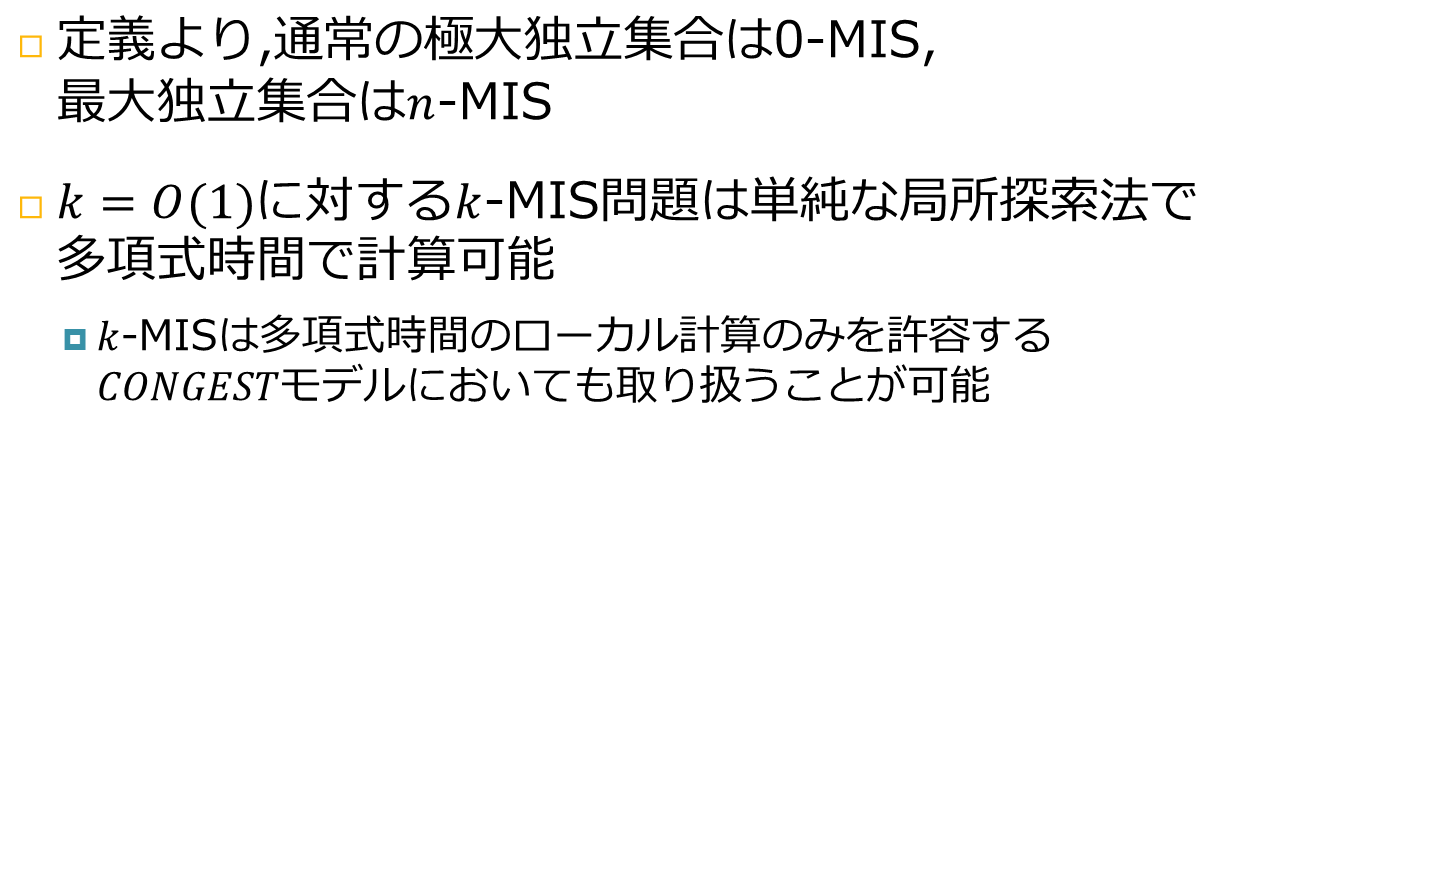 定義より,通常の極大独立集合は0-MIS,
最大独立集合は𝑛-MIS
𝑘 = 𝑂(1)に対する𝑘-MIS問題は単純な局所探索法で
多項式時間で計算可能
𝑘-MISは多項式時間のローカル計算のみを許容する
𝐶𝑂𝑁𝐺𝐸𝑆𝑇モデルにおいても取り扱うことが可能